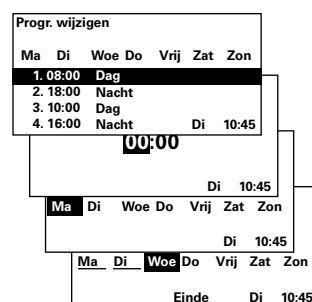 Progr. wijzigen
Ma Di Woe Do Vrij Zat Zon
1. 08:00 Dag
2. 18:00 Nacht
3. 10:00 Dag
4. 16:00 Nacht Di 10:45
00:00
Di 10:45
Ma Di Woe Do Vrij Zat Zon
Di 10:45
Ma Di Woe Do Vrij Zat Zon
Einde Di 10:45